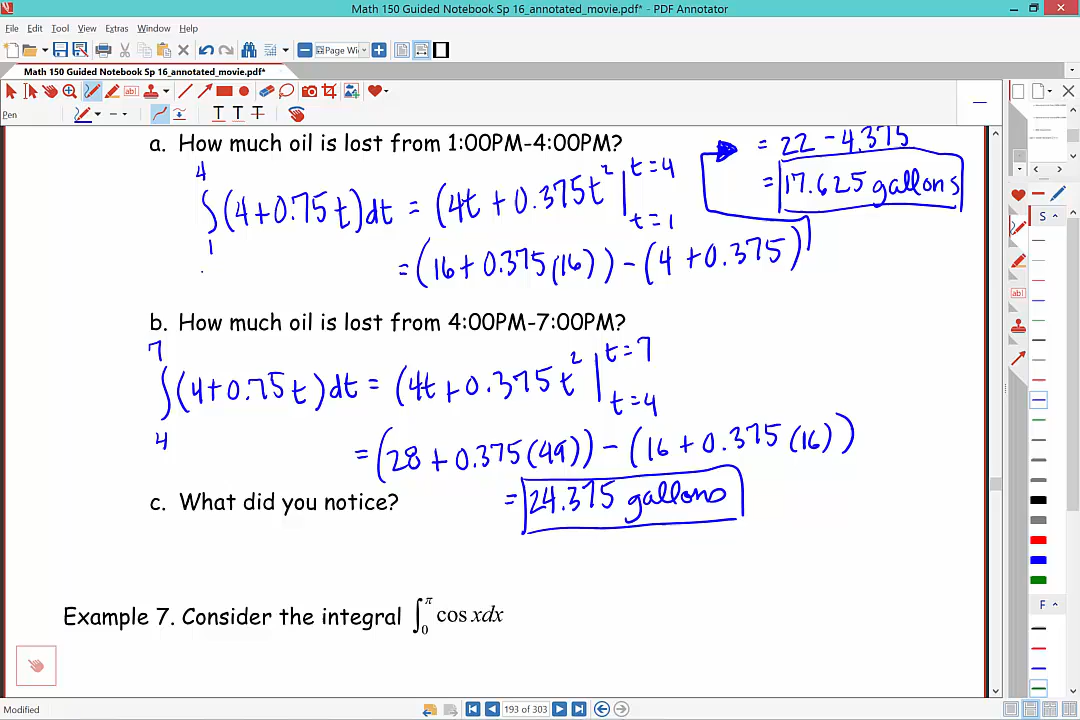 Math 150 Guided Notebook Sp 16_annotated_movie.pdf* - PDF Annotator
File Edit Tool View Extras Window Help
Page Wi
Math 150 Guided Notebook Sp 16_annotated_movie.pdf*
Pen
a. How much oil is lost from 1:00PM-4:00PM?
= 22 - 4.375
∫₁⁴ (4+0.75t)dt = (4t + 0.375t² | t=4 t=1
= 17.625 gallons
= (16 + 0.375(16)) - (4 + 0.375)
b. How much oil is lost from 4:00PM-7:00PM?
∫₄⁷ (4+0.75t)dt = (4t + 0.375t² | t=7 t=4
= (28 + 0.375(49)) - (16 + 0.375(16))
c. What did you notice?
= 24.375 gallons
Example 7. Consider the integral ∫₀^π cos xdx
S
F
Modified
193 of 303